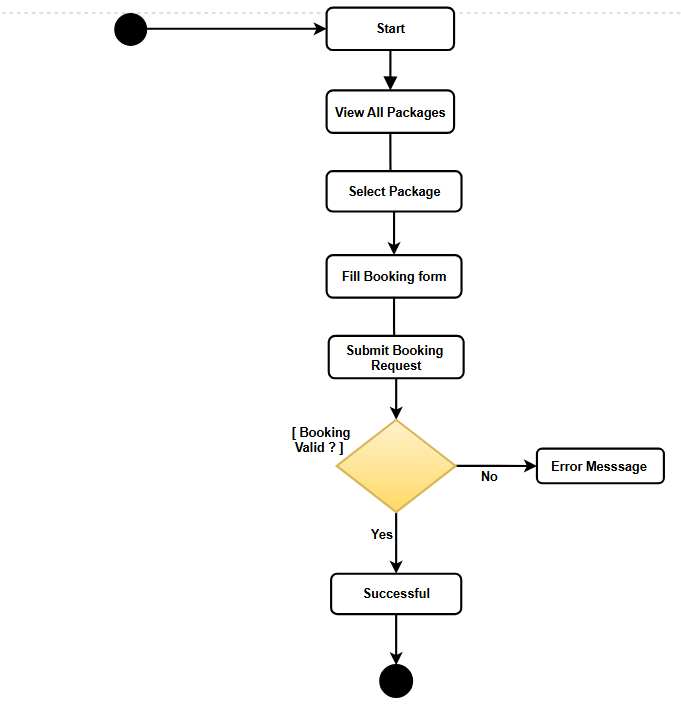 Start
View All Packages
Select Package
Fill Booking form
Submit Booking
Request
[ Booking
Valid ? ]
No
Error Messsage
Yes
Successful